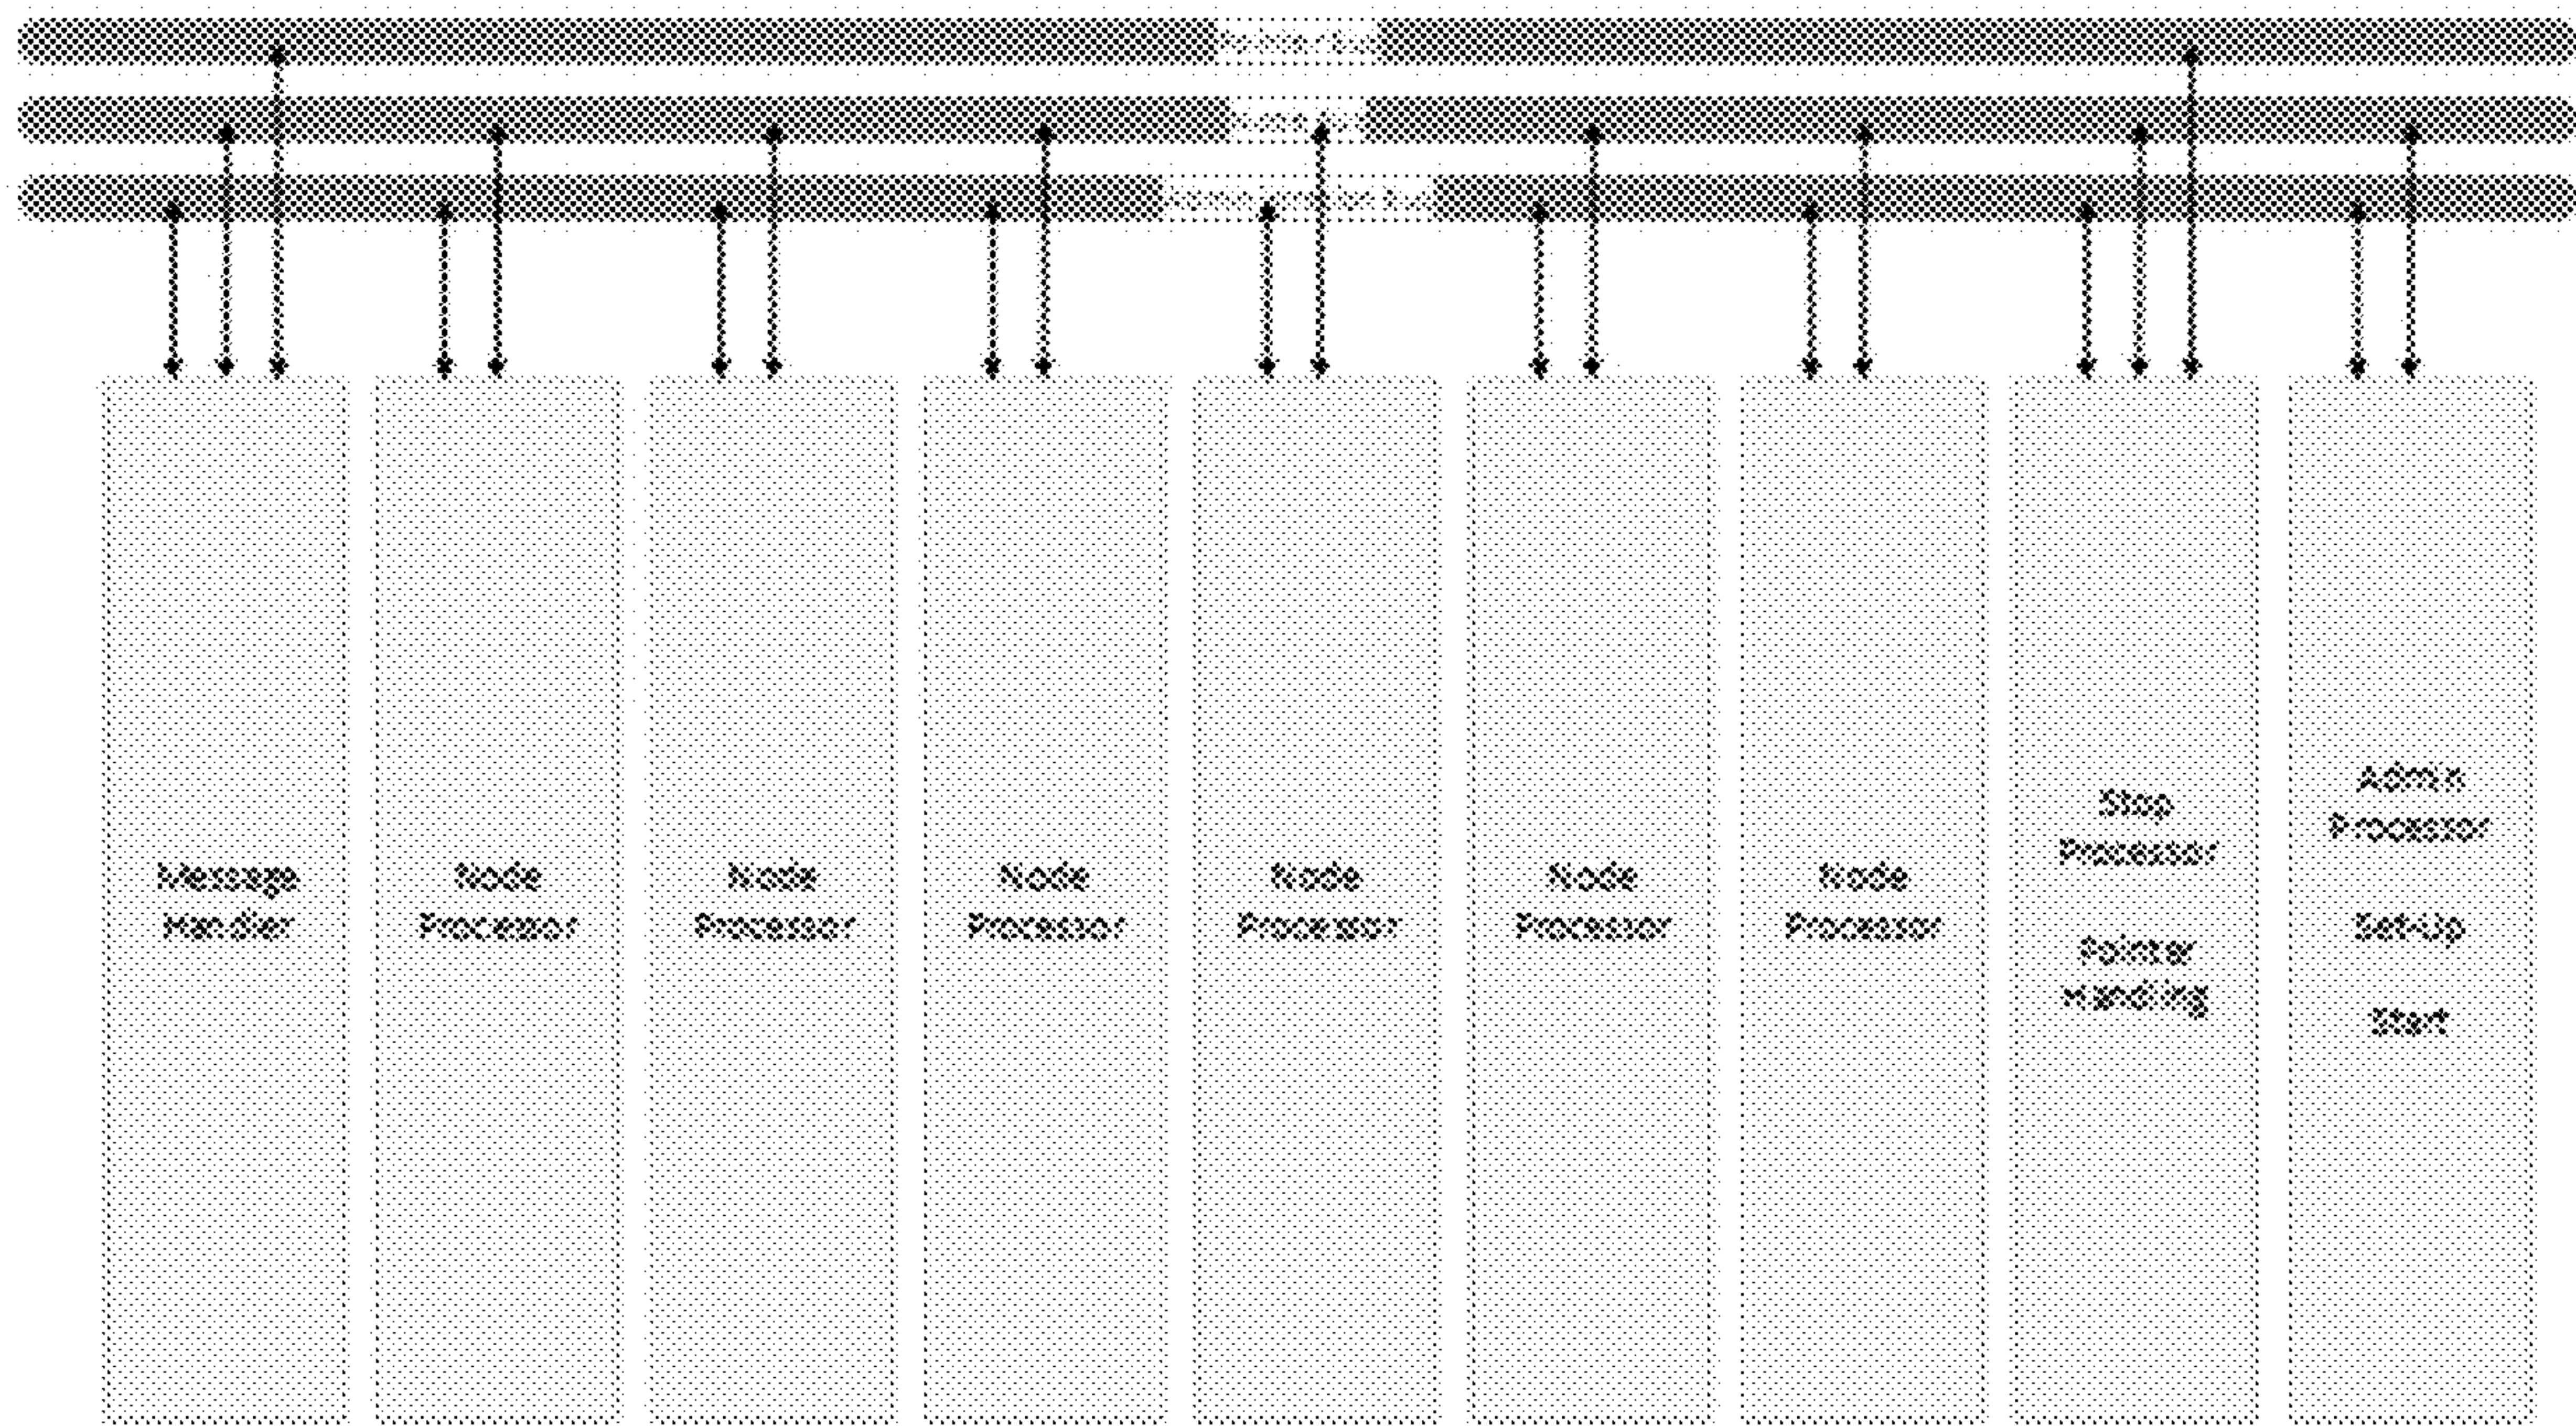 Message
Handler
Node
Processor
Node
Processor
Node
Processor
Node
Processor
Node
Processor
Node
Processor
Stop
Processor
Pointer
Handling
Admin
Processor
Set-Up
Start